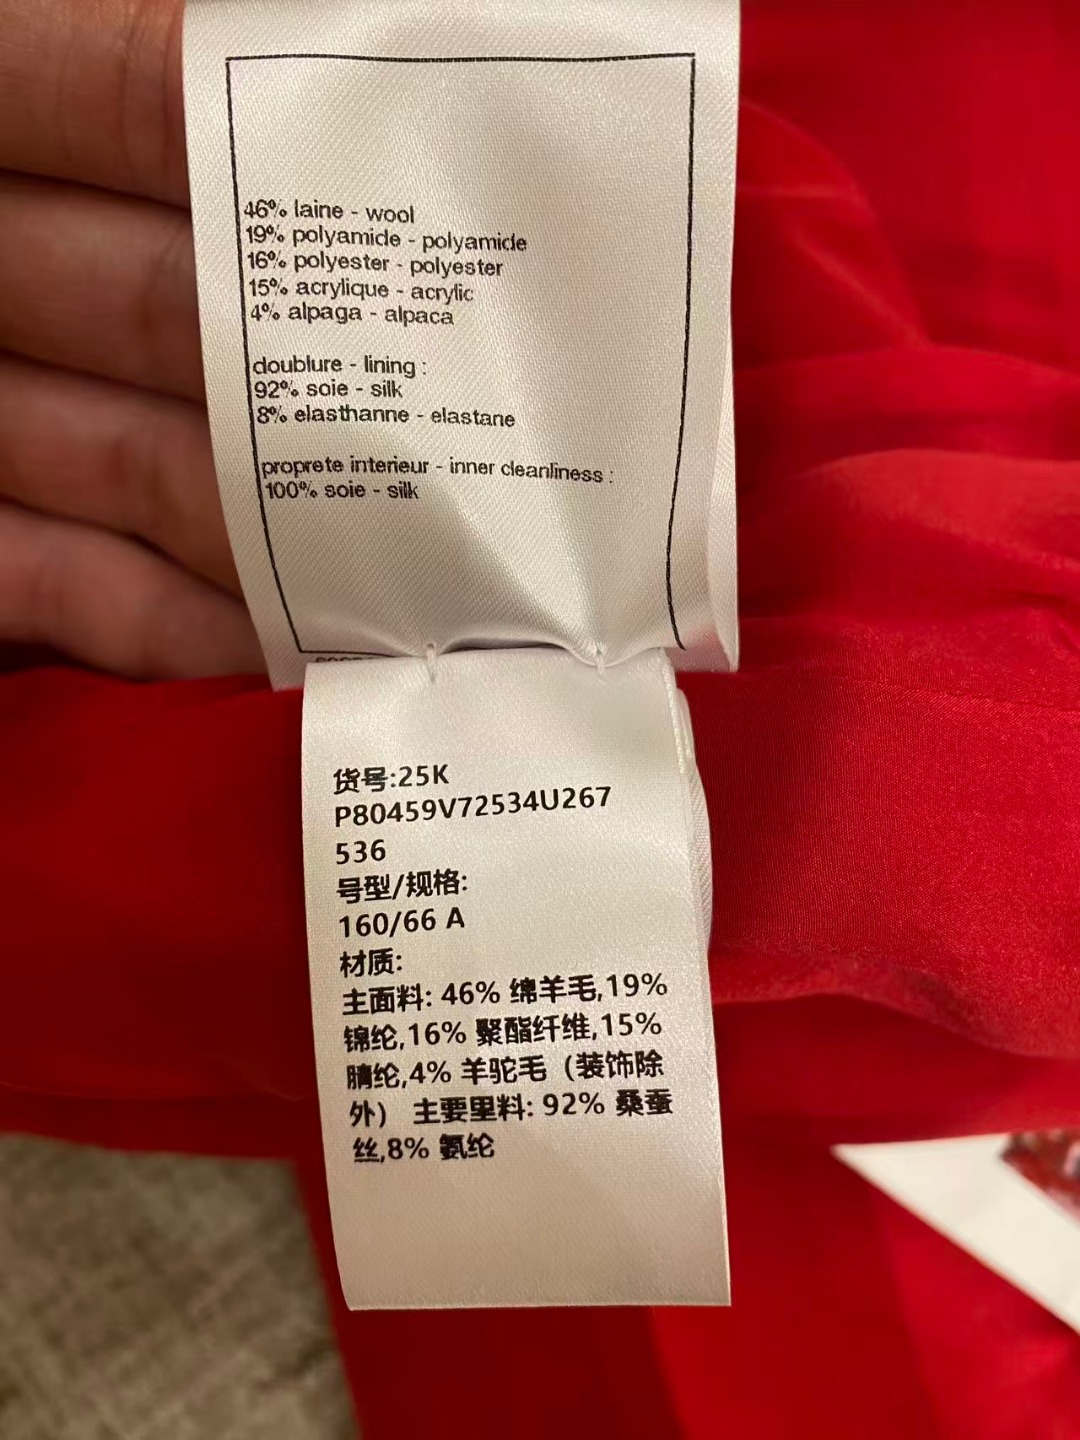 46% laine - wool
19% polyamide - polyamide
16% polyester - polyester
15% acrylique - acrylic
4% alpaga - alpaca
doublure - lining :
92% soie - silk
8% elasthanne - elastane
proprete interieur - inner cleanliness :
100% soie - silk
货号:25K
P80459V72534U267
536
号型/规格:
160/66 A
材质:
主面料: 46% 绵羊毛,19%
锦纶,16% 聚酯纤维,15%
腈纶,4% 羊驼毛（装饰除
外） 主要里料: 92% 桑蚕
丝,8% 氨纶